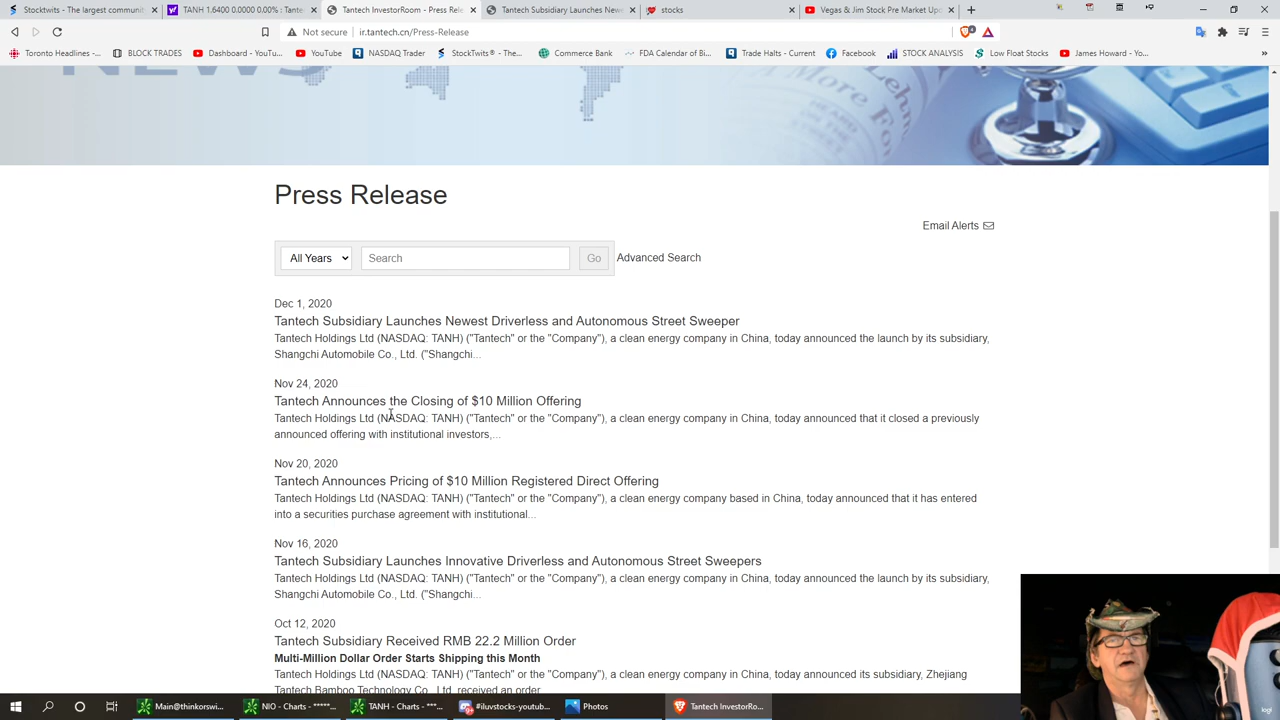 Stocktwits - The largest communit
TANH 1.6400 0.0000 0.00% : Tante
Tantech InvestorRoom - Press Rele
Tantech Subsidiary Launches New
stocks
Vegas & Jim Stock Pre Market Up
Not secure
ir.tantech.cn/Press-Release
4
Toronto Headlines -...
BLOCK TRADES
Dashboard - YouTu...
YouTube
NASDAQ Trader
StockTwits - @The...
Commerce Bank
FDA Calendar of Bi...
Trade Halts - Current
Facebook
STOCK ANALYSIS
Low Float Stocks
James Howard - Yo...
»
NEWS
Press Release
Email Alerts
All Years
Search
Go
Advanced Search
Dec 1, 2020
Tantech Subsidiary Launches Newest Driverless and Autonomous Street Sweeper
Tantech Holdings Ltd (NASDAQ: TANH) ("Tantech" or the "Company"), a clean energy company in China, today announced the launch by its subsidiary,
Shangchi Automobile Co., Ltd. ("Shangchi...
Nov 24, 2020
Tantech Announces the Closing of $10 Million Offering
Tantech Holdings Ltd (NASDAQ: TANH) ("Tantech" or the "Company"), a clean energy company in China, today announced that it closed a previously
announced offering with institutional investors,...
Nov 20, 2020
Tantech Announces Pricing of $10 Million Registered Direct Offering
Tantech Holdings Ltd (NASDAQ: TANH) ("Tantech" or the "Company"), a clean energy company based in China, today announced that it has entered
into a securities purchase agreement with institutional...
Nov 16, 2020
Tantech Subsidiary Launches Innovative Driverless and Autonomous Street Sweepers
Tantech Holdings Ltd (NASDAQ: TANH) ("Tantech" or the "Company"), a clean energy company in China, today announced the launch by its subsidiary,
Shangchi Automobile Co., Ltd. ("Shangchi...
Oct 12, 2020
Tantech Subsidiary Received RMB 22.2 Million Order
Multi-Million Dollar Order Starts Shipping this Month
Tantech Holdings Ltd (NASDAQ: TANH) ("Tantech" or the "Company"), a clean energy company in China, today announced its subsidiary, Zhejiang
Tantech Bamboo Technology Co., Ltd. received an order
Main@thinkorswi...
NIO - Charts - *****...
TANH - Charts - ***...
#iluvstocks-youtub...
Photos
Tantech InvestorRo...
logi